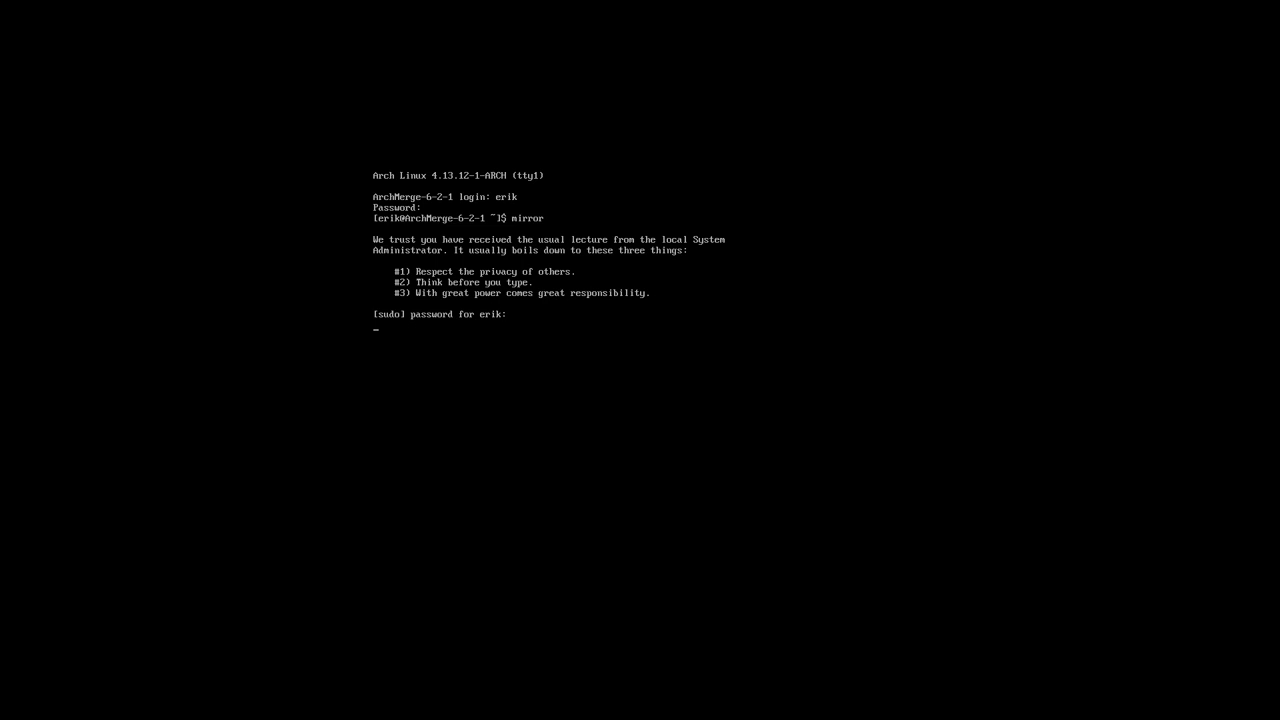 Arch Linux 4.13.12-1-ARCH (tty1)
ArchMerge-6-2-1 login: erik
Password:
[erik@ArchMerge-6-2-1 ~]$ mirror
We trust you have received the usual lecture from the local System
Administrator. It usually boils down to these three things:
#1) Respect the privacy of others.
#2) Think before you type.
#3) With great power comes great responsibility.
[sudo] password for erik: